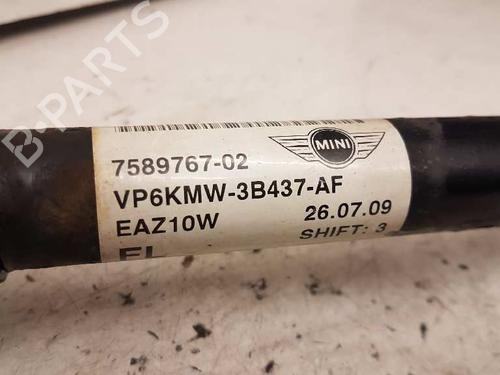 B-PARTS
MINI
7589767-02
VP6KMW-3B437-AF
EAZ10W 26.07.09
SHIFT: 3